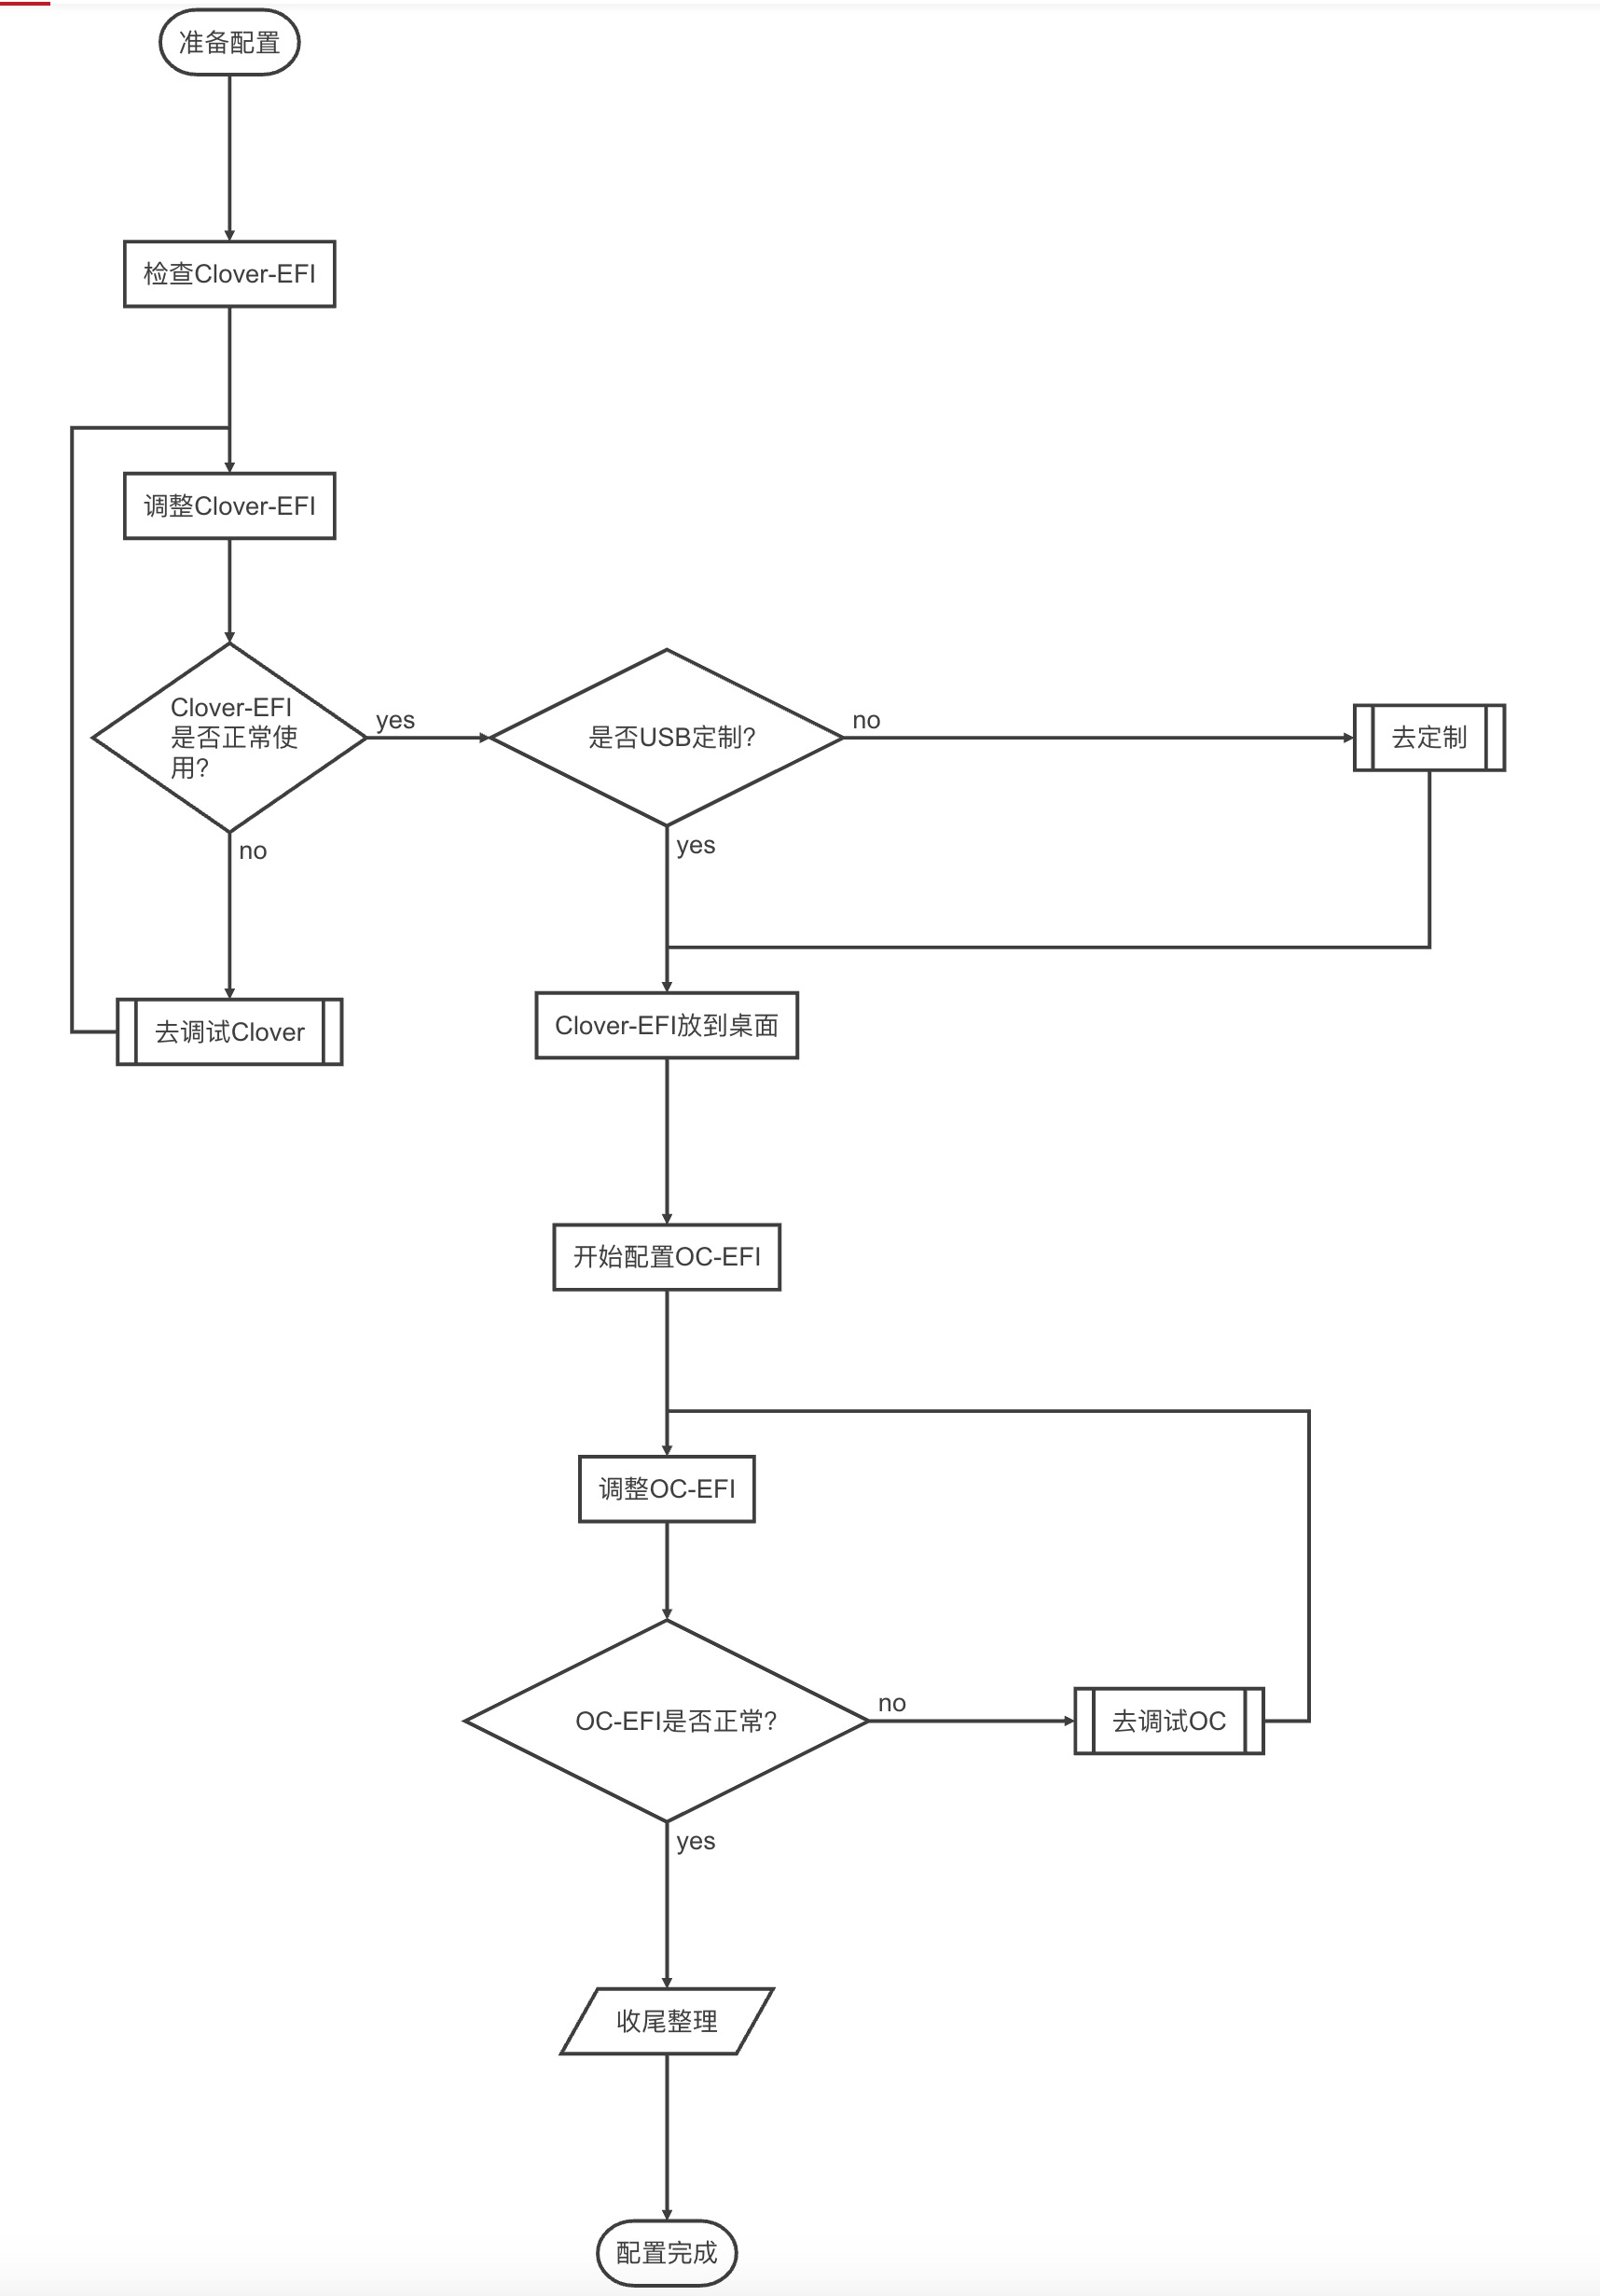 准备配置
检查Clover-EFI
调整Clover-EFI
Clover-EFI
是否正常使
用?
yes
no
是否USB定制?
no
yes
去定制
去调试Clover
Clover-EFI放到桌面
开始配置OC-EFI
调整OC-EFI
OC-EFI是否正常?
no
去调试OC
yes
收尾整理
配置完成